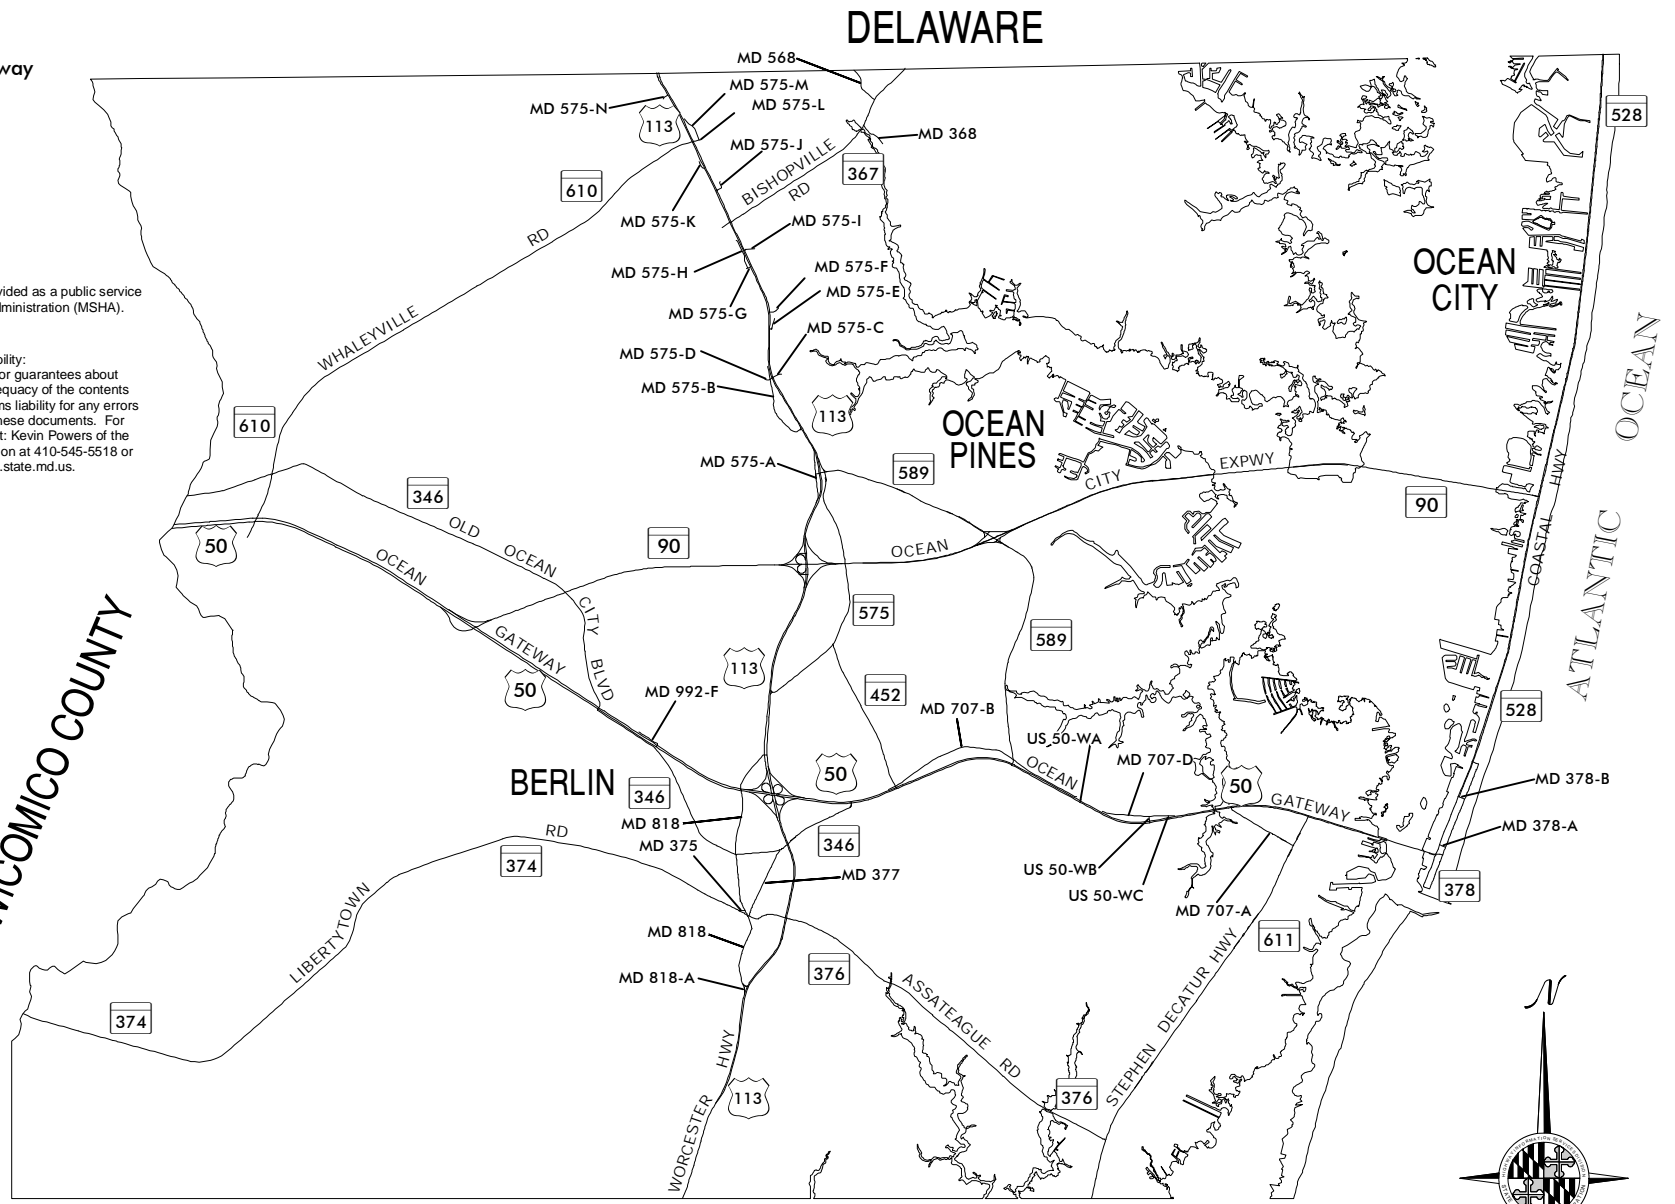 DELAWARE
way
MD 568
MD 575-N
MD 575-M
MD 575-L
113
528
MD 368
MD 575-J
BISHOPVILLE
RD
367
610
MD 575-K
MD 575-I
RD
MD 575-H
MD 575-F
OCEAN
CITY
MD 575-E
vided as a public service
ministration (MSHA).
MD 575-G
MD 575-C
WHALEYVILLE
MD 575-D
MD 575-B
bility:
or guarantees about
equacy of the contents
ms liability for any errors
hese documents. For
t: Kevin Powers of the
on at 410-545-5518 or
.state.md.us.
OCEAN
610
113
OCEAN
PINES
MD 575-A
589
CITY
EXPWY
HWY
346
90
OLD
OCEAN
50
OCEAN
90
OCEAN
COASTAL
ATLANTIC
CITY
BLVD
575
589
GATEWAY
50
113
452
MD 992-F
MD 707-B
528
US 50-WA
MD 707-D
OCEAN
50
50
GATEWAY
MD 378-B
BERLIN
346
MD 818
MD 375
346
MD 378-A
RD
374
MD 377
US 50-WB
US 50-WC
MD 707-A
378
LIBERTYTOWN
MD 818
611
MD 818-A
376
ASSATEAGUE
RD
STEPHEN DECATUR HWY
374
376
HWY
113
WORCESTER
WICOMICO COUNTY
N